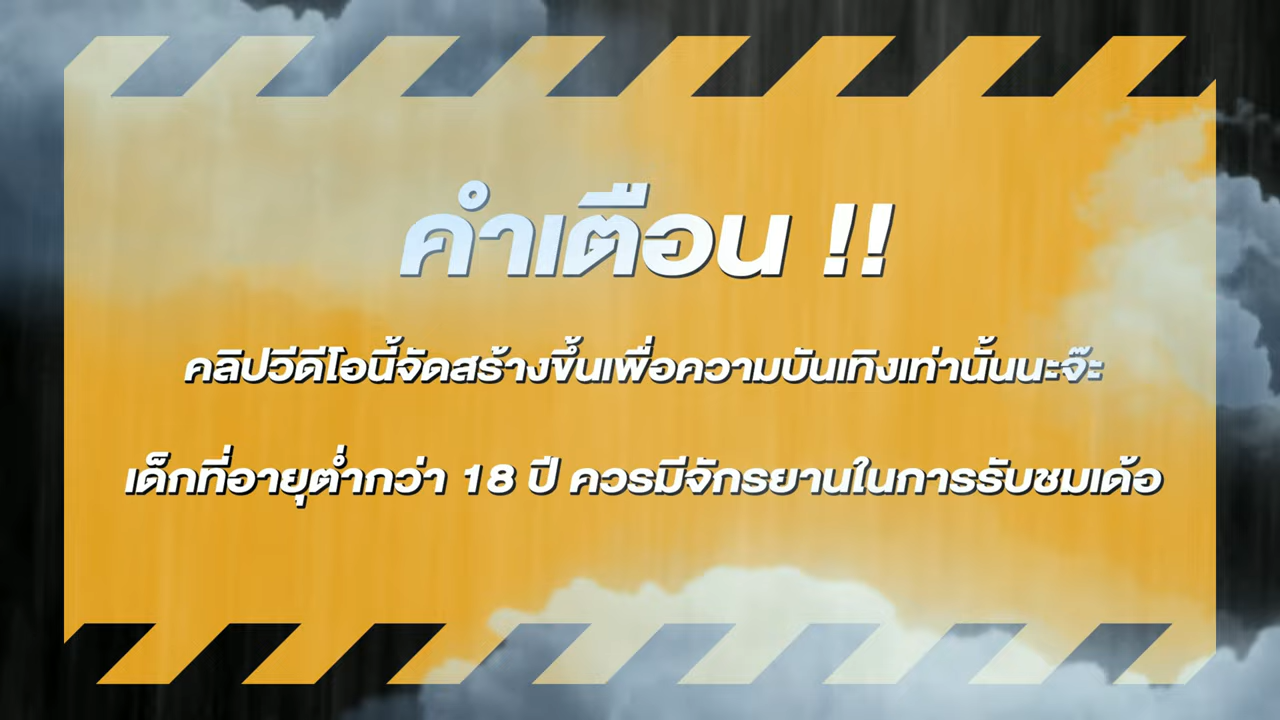 คำเตือน !!
คลิปวีดีโอนี้จัดสร้างขึ้นเพื่อความบันเทิงเท่านั้นนะจ๊ะ
เด็กที่อายุต่ำกว่า 18 ปี ควรมีจักรยานในการรับชมเด้อ